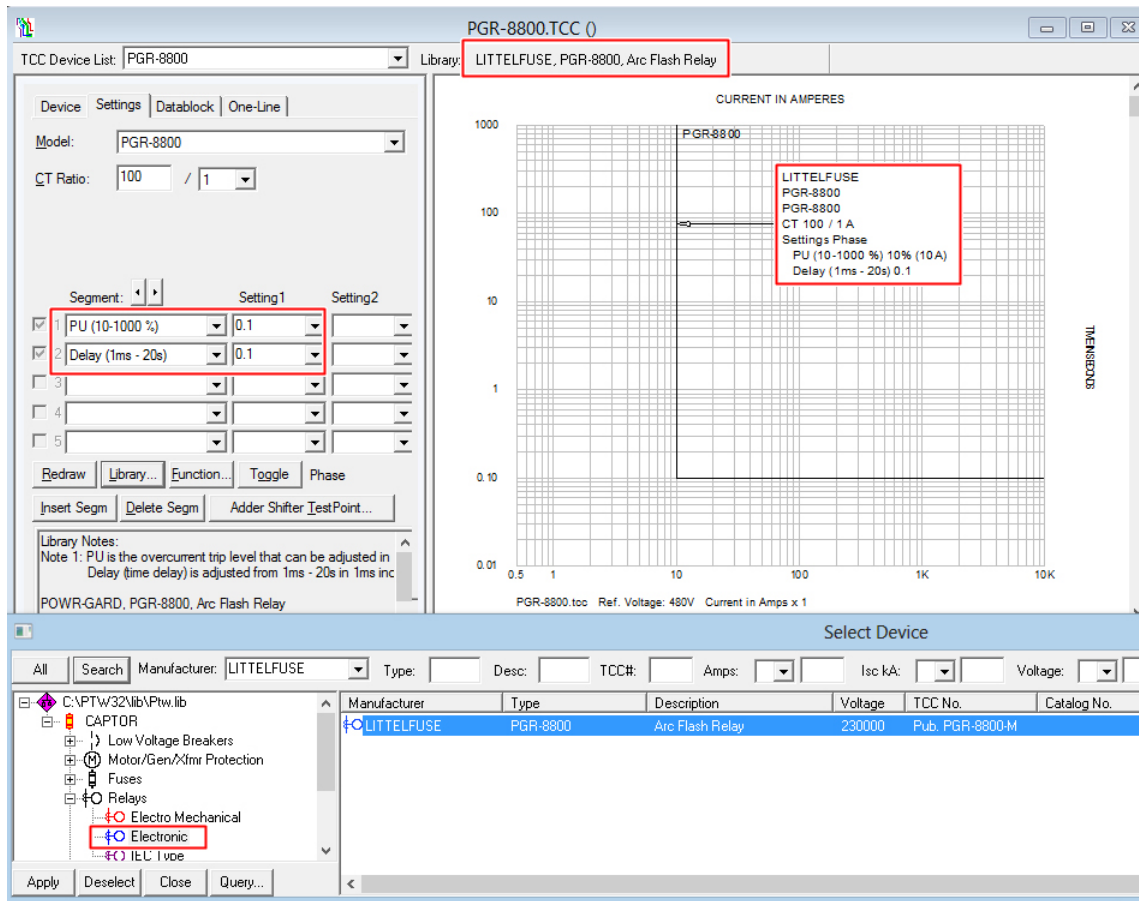 PGR-8800.TCC ()
TCC Device List: PGR-8800
Library: LITTELFUSE, PGR-8800, Arc Flash Relay
Device Settings Datablock One-Line
Model: PGR-8800
CT Ratio: 100 / 1
Segment: Setting1 Setting2
1 PU (10-1000 %) 0.1
2 Delay (1ms - 20s) 0.1
3
4
5
Redraw Library... Function... Toggle Phase
Insert Segm Delete Segm Adder Shifter TestPoint...
Library Notes:
Note 1: PU is the overcurrent trip level that can be adjusted in
Delay (time delay) is adjusted from 1ms - 20s in 1ms inc
POWR-GARD, PGR-8800, Arc Flash Relay
CURRENT IN AMPERES
1000
PGR-8800
LITTELFUSE
PGR-8800
PGR-8800
CT 100 / 1 A
Settings Phase
PU (10-1000 %) 10% (10A)
Delay (1ms - 20s) 0.1
100
10
1
0.10
0.01
TIME IN SECONDS
0.5 1 10 100 1K 10K
PGR-8800.tcc Ref. Voltage: 480V Current in Amps x 1
Select Device
All Search Manufacturer: LITTELFUSE Type: Desc: TCC#: Amps: Isc kA: Voltage:
C:\PTW32\lib\Ptw.lib
CAPTOR
Low Voltage Breakers
Motor/Gen/Xfmr Protection
Fuses
Relays
Electro Mechanical
Electronic
IEC Type
Manufacturer Type Description Voltage TCC No. Catalog No.
LITTELFUSE PGR-8800 Arc Flash Relay 230000 Pub. PGR-8800-M
Apply Deselect Close Query...